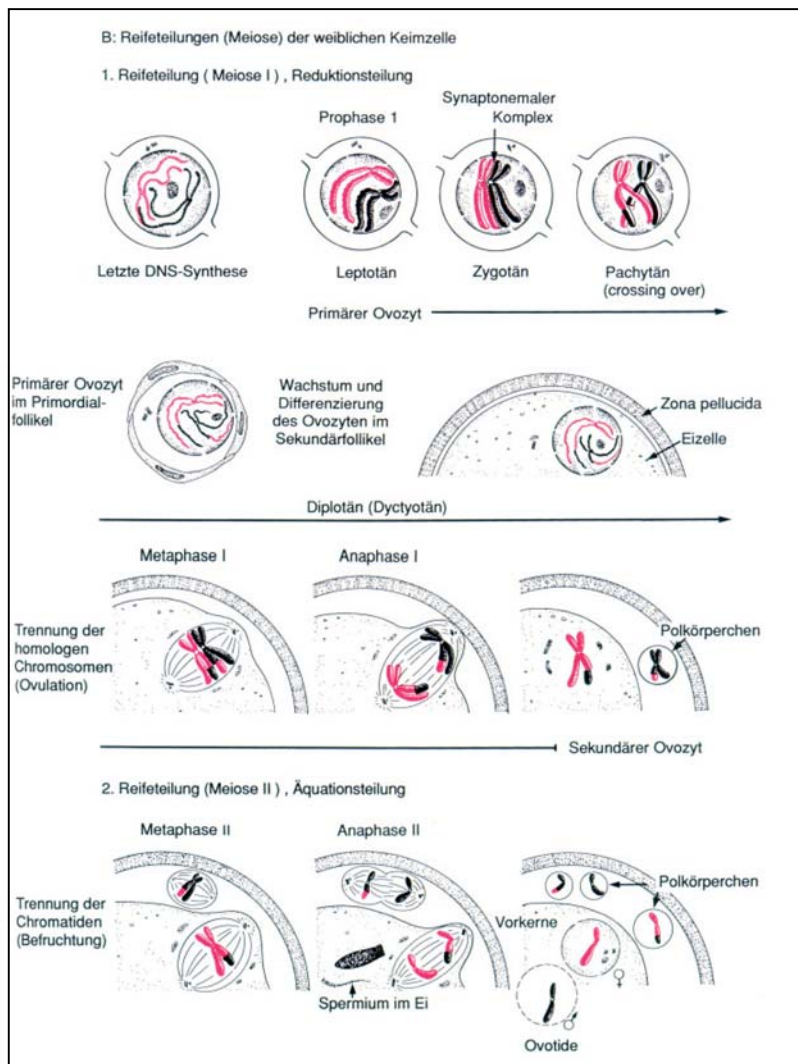 B: Reifeteilungen (Meiose) der weiblichen Keimzelle
1. Reifeteilung ( Meiose I ) , Reduktionsteilung
Synaptonemaler
Komplex
Prophase 1
Letzte DNS-Synthese
Leptotän
Zygotän
Pachytän
(crossing over)
Primärer Ovozyt
Primärer Ovozyt
im Primordial-
follikel
Wachstum und
Differenzierung
des Ovozyten im
Sekundärfollikel
Zona pellucida
Eizelle
Diplotän (Dyctyotän)
Metaphase I
Anaphase I
Trennung der
homologen
Chromosomen
(Ovulation)
Polkörperchen
Sekundärer Ovozyt
2. Reifeteilung (Meiose II ) , Äquationsteilung
Metaphase II
Anaphase II
Trennung der
Chromatiden
(Befruchtung)
Polkörperchen
Vorkerne
♀
Spermium im Ei
♂
Ovotide